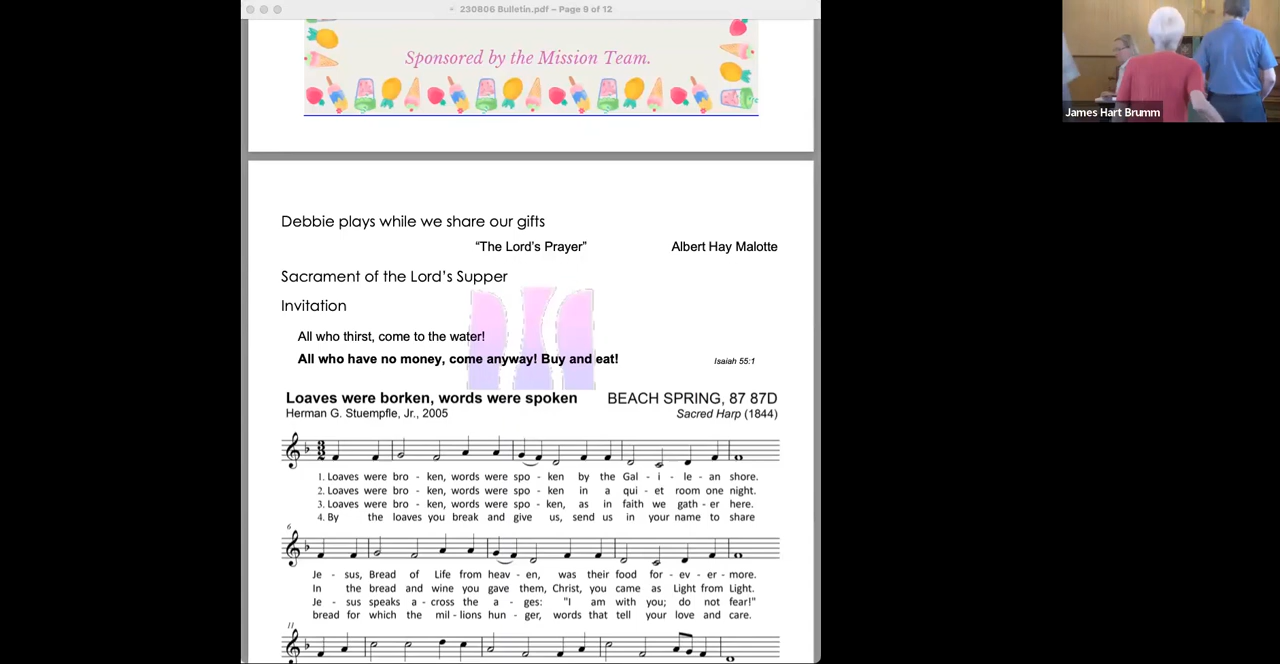 230806 Bulletin.pdf – Page 9 of 12
Sponsored by the Mission Team.
James Hart Brumm
Debbie plays while we share our gifts
“The Lord’s Prayer” Albert Hay Malotte
Sacrament of the Lord’s Supper
Invitation
All who thirst, come to the water!
All who have no money, come anyway! Buy and eat! Isaiah 55:1
Loaves were borken, words were spoken BEACH SPRING, 87 87D
Herman G. Stuempfle, Jr., 2005 Sacred Harp (1844)
1. Loaves were bro - ken, words were spo - ken by the Gal - i - le - an shore.
2. Loaves were bro - ken, words were spo - ken in a qui - et room one night.
3. Loaves were bro - ken, words were spo - ken, as in faith we gath - er here.
4. By the loaves you break and give us, send us in your name to share
6
Je - sus, Bread of Life from heav - en, was their food for - ev - er - more.
In the bread and wine you gave them, Christ, you came as Light from Light.
Je - sus speaks a - cross the a - ges: "I am with you; do not fear!"
bread for which the mil - lions hun - ger, words that tell your love and care.
11